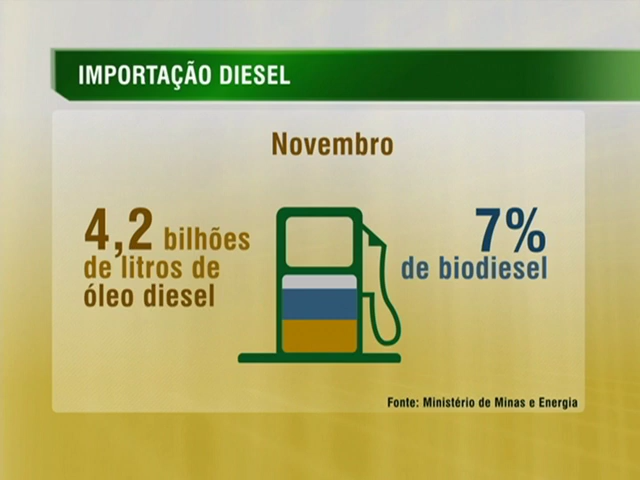 IMPORTAÇÃO DIESEL
Novembro
4,2 bilhões
de litros de
óleo diesel
7%
de biodiesel
Fonte: Ministério de Minas e Energia